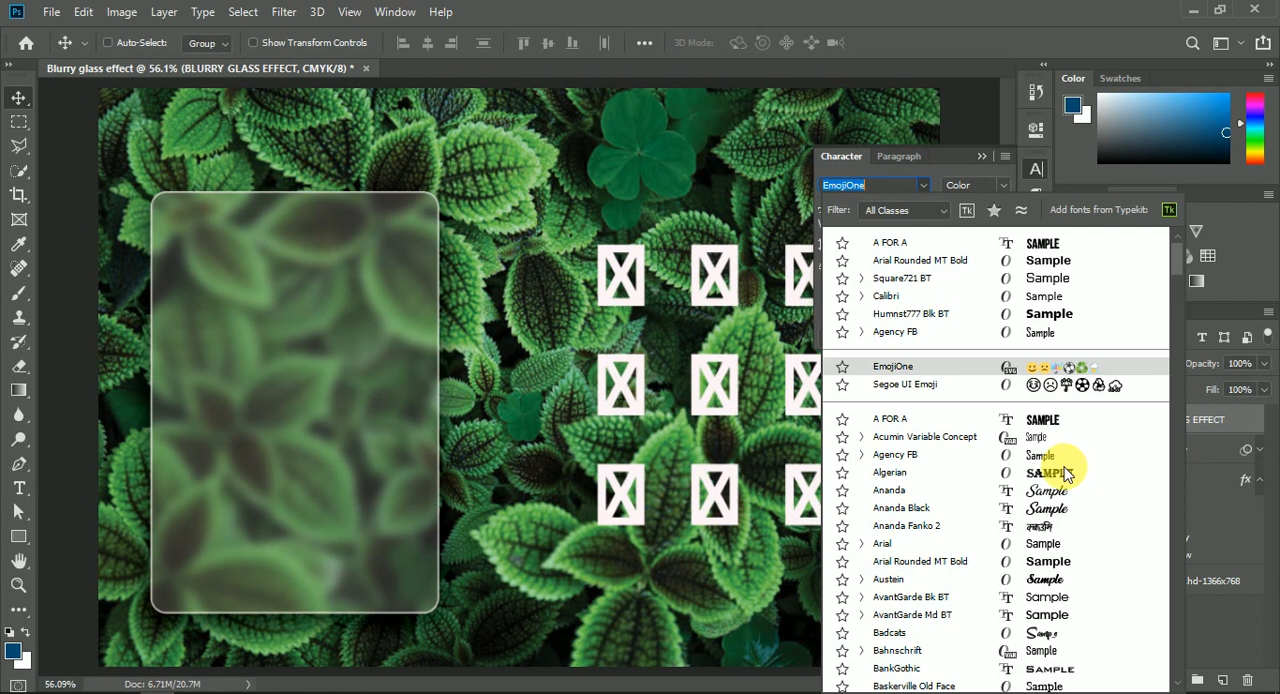 Ps File Edit Image Layer Type Select Filter 3D View Window Help
Auto-Select: Group Show Transform Controls 3D Mode:
Blurry glass effect @ 56.1% (BLURRY GLASS EFFECT, CMYK/8) *
Color Swatches
Character Paragraph
EmojiOne Color
Filter: All Classes Tk Add fonts from Typekit: Tk
A FOR A SAMPLE
Arial Rounded MT Bold Sample
Square721 BT Sample
Calibri Sample
Humnst777 Blk BT Sample
Agency FB Sample
EmojiOne
Segoe UI Emoji
Opacity: 100%
Fill: 100%
S EFFECT
A FOR A SAMPLE
Acumin Variable Concept Sample
Agency FB Sample
Algerian SAMPLE
Ananda Sample
fx
Ananda Black Sample
Ananda Fanko 2
Arial Sample
Arial Rounded MT Bold Sample
Austein Sample
hd-1366x768
AvantGarde Bk BT Sample
AvantGarde Md BT Sample
Badcats Sample
Bahnschrift Sample
BankGothic SAMPLE
Baskerville Old Face Sample
56.09% Doc: 6.71M/20.7M